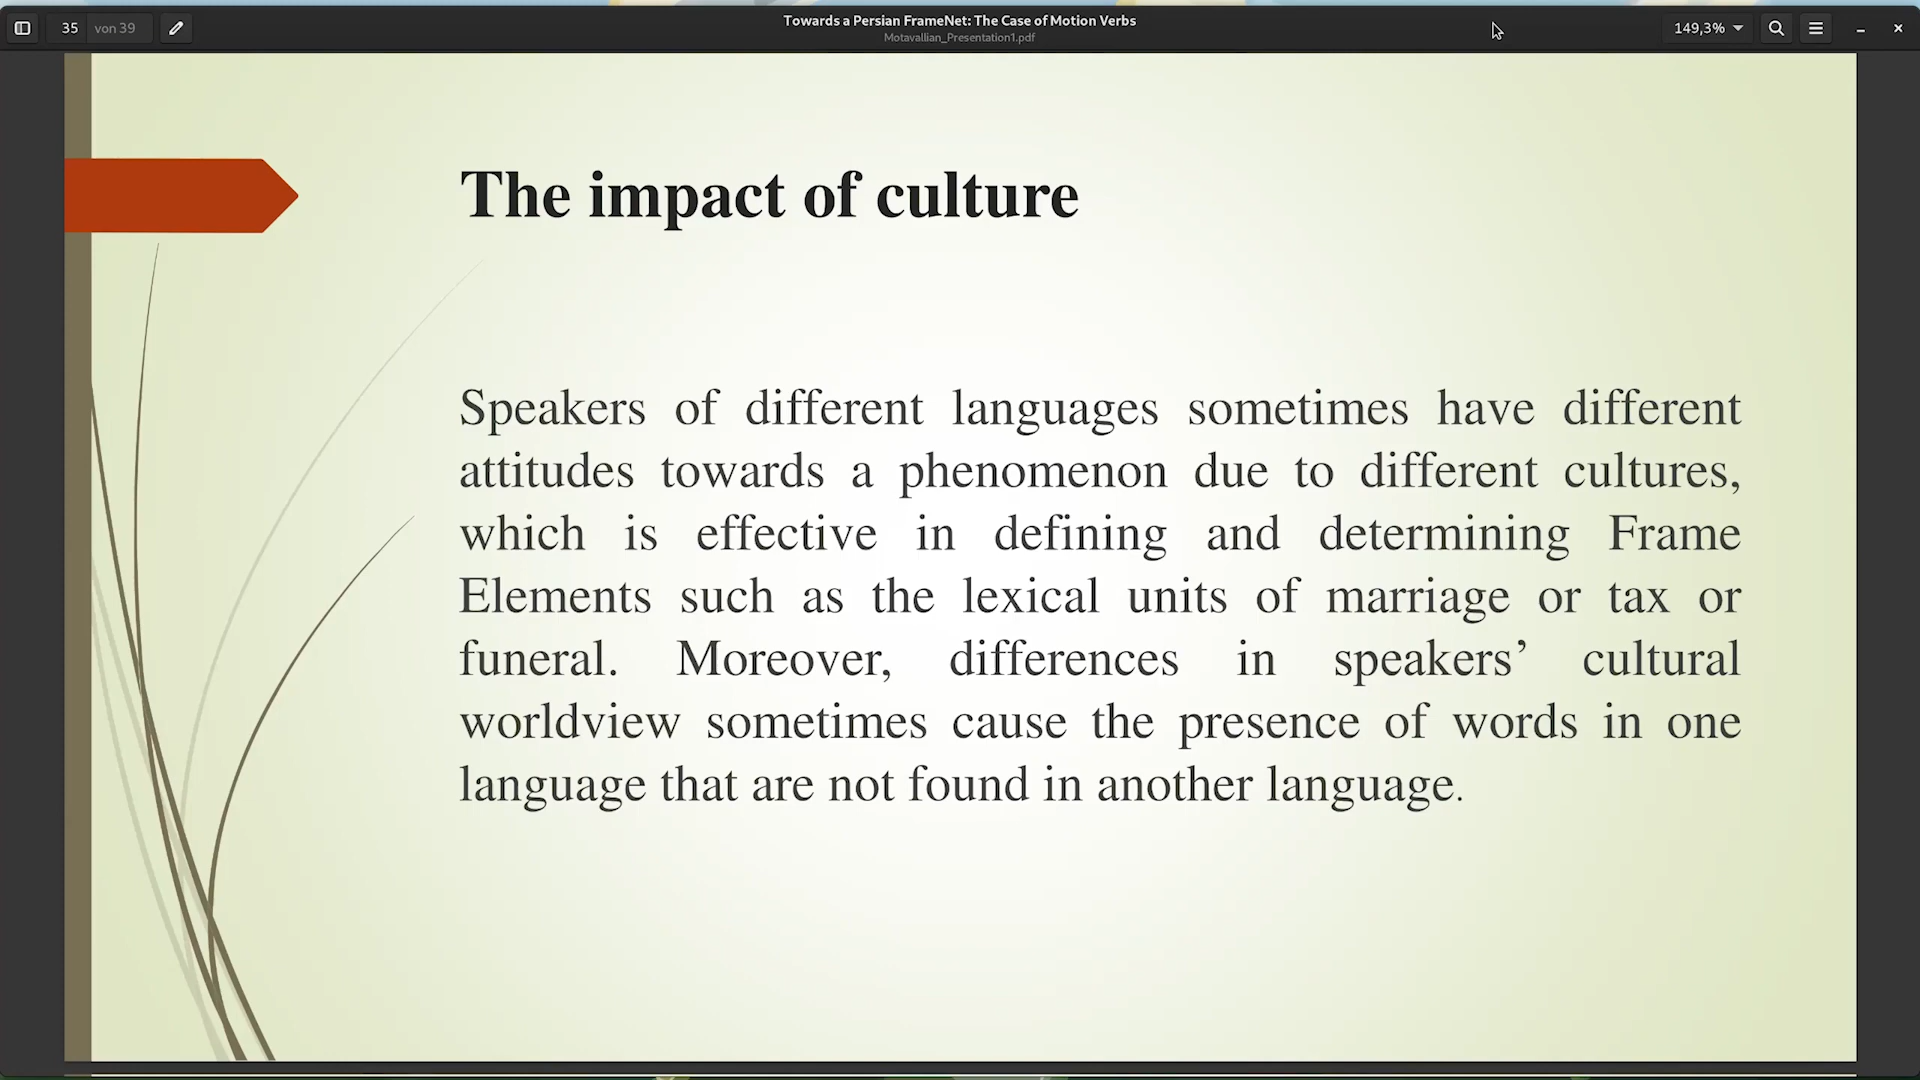 Towards a Persian FrameNet: The Case of Motion Verbs
35 von 39
149,3%
Motavallian_Presentation1.pdf
The impact of culture
Speakers of different languages sometimes have different
attitudes towards a phenomenon due to different cultures,
which is effective in defining and determining Frame
Elements such as the lexical units of marriage or tax or
funeral. Moreover, differences in speakers’ cultural
worldview sometimes cause the presence of words in one
language that are not found in another language.